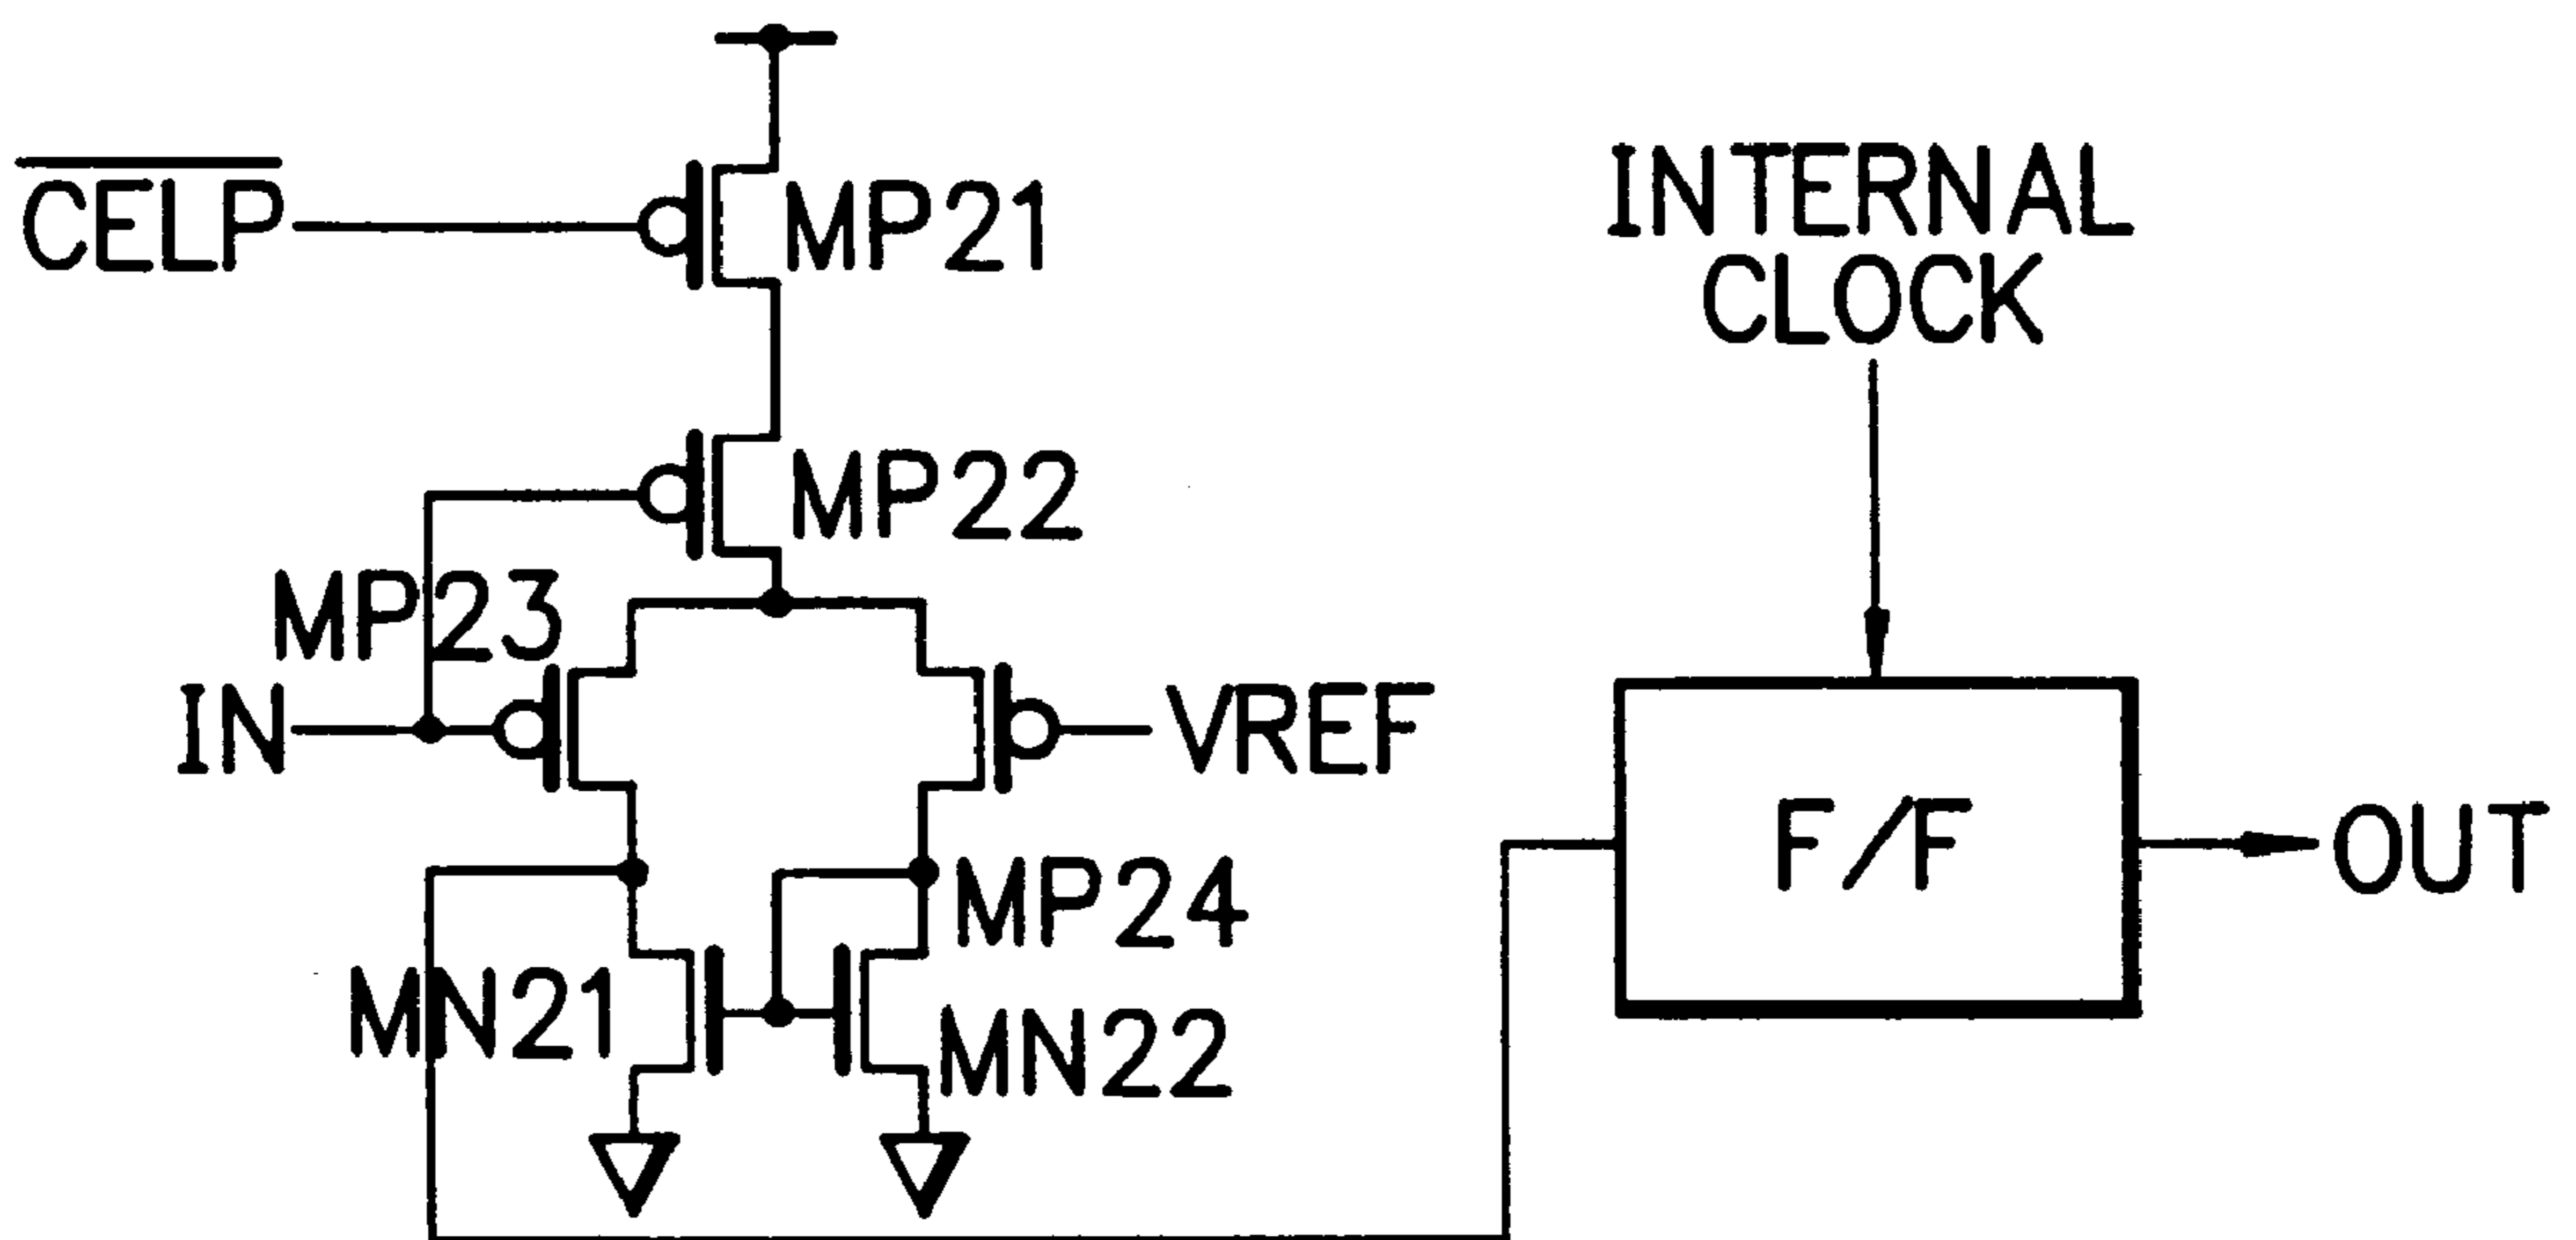 CELP
MP21
INTERNAL
CLOCK
MP22
MP23
IN
VREF
F/F
OUT
MP24
MN21
MN22